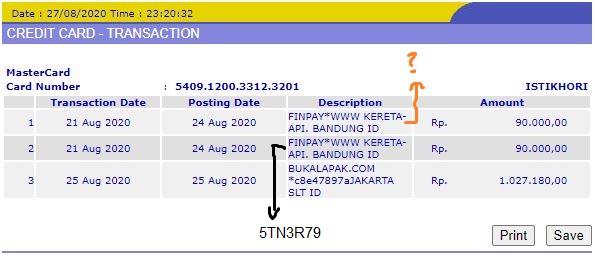 Date : 27/08/2020 Time : 23:20:32
CREDIT CARD - TRANSACTION
MasterCard
Card Number : 5409.1200.3312.3201 ISTIKHORI
Transaction Date Posting Date Description Amount
1 21 Aug 2020 24 Aug 2020 FINPAY*WWW KERETA-
API. BANDUNG ID Rp. 90.000,00
2 21 Aug 2020 24 Aug 2020 FINPAY*WWW KERETA-
API. BANDUNG ID Rp. 90.000,00
3 25 Aug 2020 25 Aug 2020 BUKALAPAK.COM
*c8e47897aJAKARTA
SLT ID Rp. 1.027.180,00
?
5TN3R79
Print Save